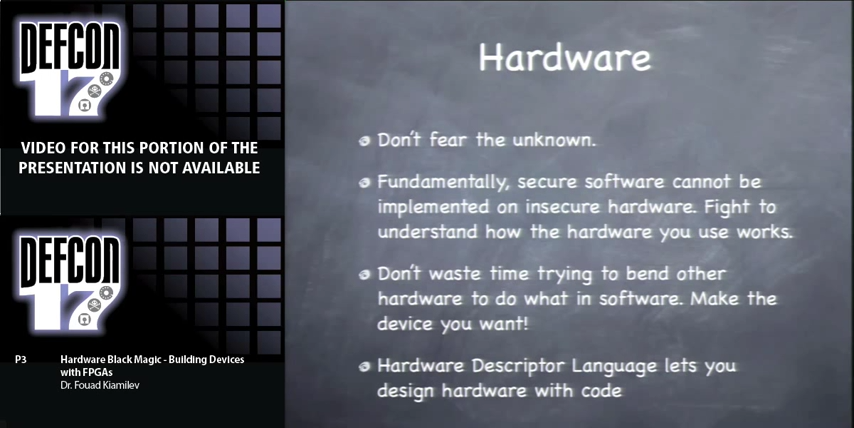 DEFCON
17
VIDEO FOR THIS PORTION OF THE
PRESENTATION IS NOT AVAILABLE
DEFCON
17
P3 Hardware Black Magic - Building Devices
with FPGAs
Dr. Fouad Kiamilev
Hardware
Don't fear the unknown.
Fundamentally, secure software cannot be
implemented on insecure hardware. Fight to
understand how the hardware you use works.
Don't waste time trying to bend other
hardware to do what in software. Make the
device you want!
Hardware Descriptor Language lets you
design hardware with code